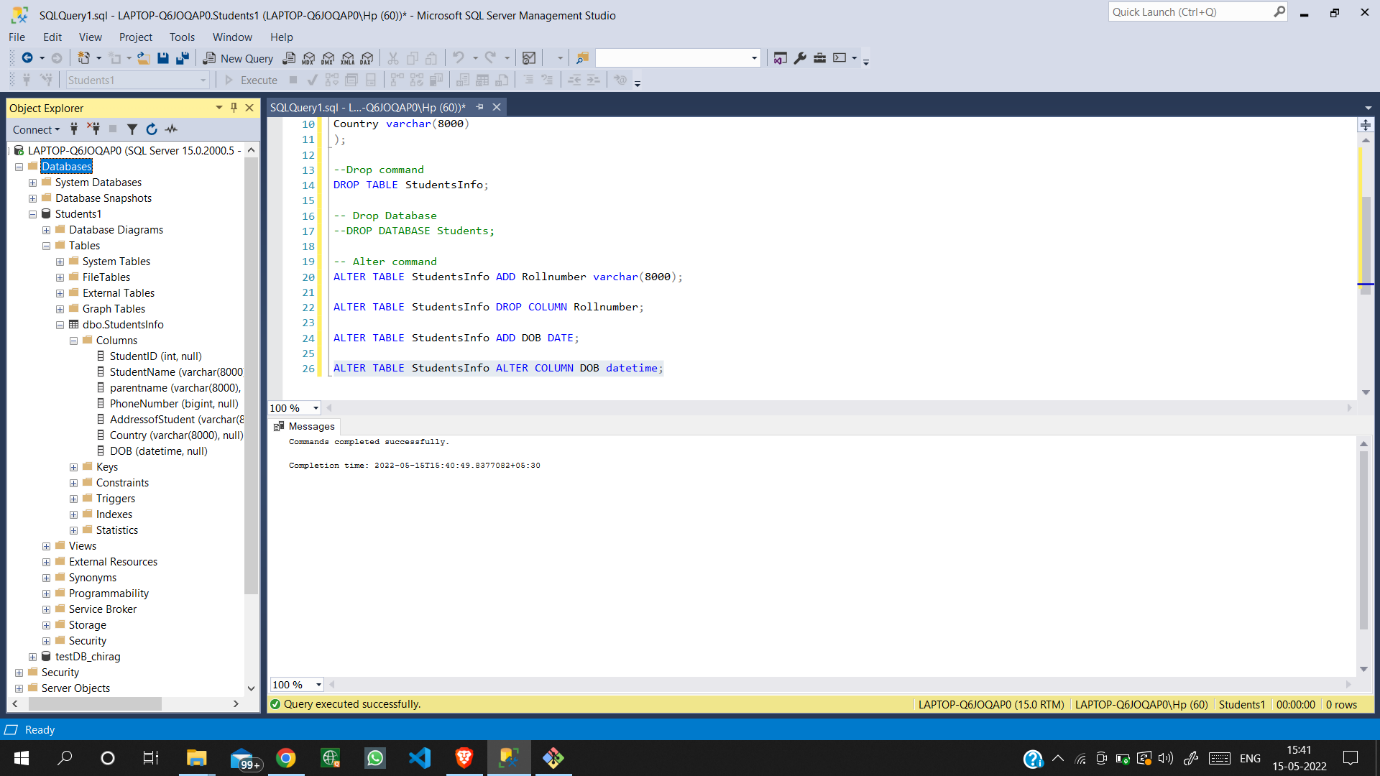 SQLQuery1.sql - LAPTOP-Q6JOQAP0.Students1 (LAPTOP-Q6JOQAP0\Hp (60))* - Microsoft SQL Server Management Studio
Quick Launch (Ctrl+Q)
File Edit View Project Tools Window Help
New Query
MDX DMX XMLA DAX
Students1
Execute
Object Explorer
Connect
LAPTOP-Q6JOQAP0 (SQL Server 15.0.2000.5 -
Databases
System Databases
Database Snapshots
Students1
Database Diagrams
Tables
System Tables
FileTables
External Tables
Graph Tables
dbo.StudentsInfo
Columns
StudentID (int, null)
StudentName (varchar(8000
parentname (varchar(8000),
PhoneNumber (bigint, null)
AddressofStudent (varchar(8
Country (varchar(8000), null)
DOB (datetime, null)
Keys
Constraints
Triggers
Indexes
Statistics
Views
External Resources
Synonyms
Programmability
Service Broker
Storage
Security
testDB_chirag
Security
Server Objects
SQLQuery1.sql - L...-Q6JOQAP0\Hp (60))*
10 Country varchar(8000)
11 );
12
13 --Drop command
14 DROP TABLE StudentsInfo;
15
16 -- Drop Database
17 --DROP DATABASE Students;
18
19 -- Alter command
20 ALTER TABLE StudentsInfo ADD Rollnumber varchar(8000);
21
22 ALTER TABLE StudentsInfo DROP COLUMN Rollnumber;
23
24 ALTER TABLE StudentsInfo ADD DOB DATE;
25
26 ALTER TABLE StudentsInfo ALTER COLUMN DOB datetime;
100 %
Messages
Commands completed successfully.
Completion time: 2022-05-15T15:40:49.8377082+05:30
100 %
Query executed successfully.
LAPTOP-Q6JOQAP0 (15.0 RTM) LAPTOP-Q6JOQAP0\Hp (60) Students1 00:00:00 0 rows
Ready
99+
ENG
15:41
15-05-2022